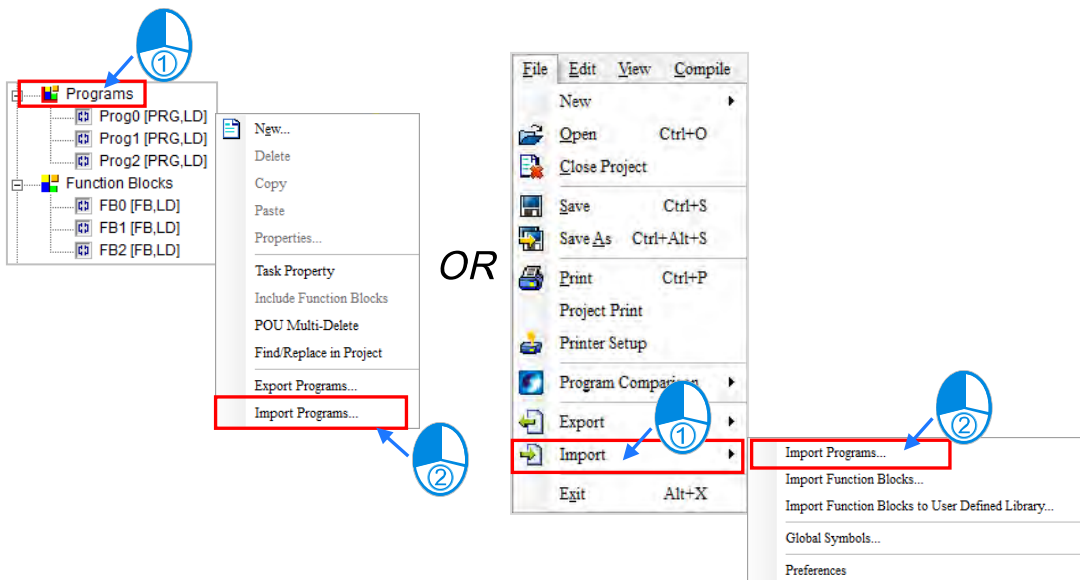 ①
Programs
Prog0 [PRG,LD]
Prog1 [PRG,LD]
Prog2 [PRG,LD]
Function Blocks
FB0 [FB,LD]
FB1 [FB,LD]
FB2 [FB,LD]
New...
Delete
Copy
Paste
Properties...
Task Property
Include Function Blocks
POU Multi-Delete
Find/Replace in Project
Export Programs...
Import Programs...
②
OR
File Edit View Compile
New
Open Ctrl+O
Close Project
Save Ctrl+S
Save As Ctrl+Alt+S
Print Ctrl+P
Project Print
Printer Setup
Program Comparison
Export
①
Import
Exit Alt+X
②
Import Programs...
Import Function Blocks...
Import Function Blocks to User Defined Library...
Global Symbols...
Preferences